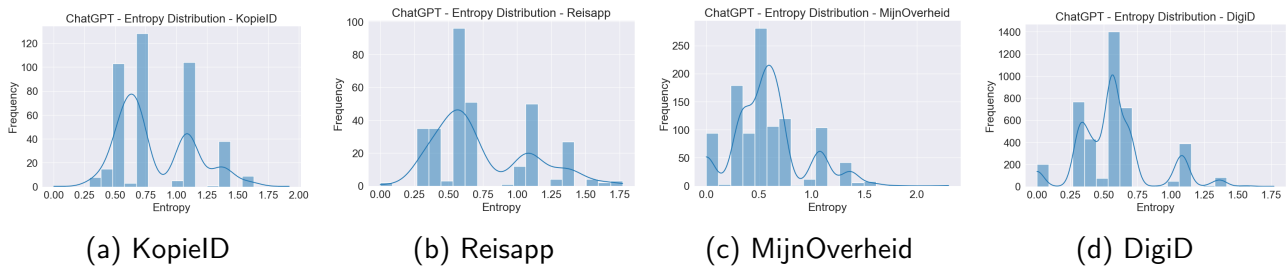 ChatGPT - Entropy Distribution - KopieID
120
100
80
60
40
20
0
Frequency
0.00 0.25 0.50 0.75 1.00 1.25 1.50 1.75 2.00
Entropy
(a) KopieID
ChatGPT - Entropy Distribution - Reisapp
100
80
60
40
20
0
Frequency
0.00 0.25 0.50 0.75 1.00 1.25 1.50 1.75
Entropy
(b) Reisapp
ChatGPT - Entropy Distribution - MijnOverheid
250
200
150
100
50
0
Frequency
0.0 0.5 1.0 1.5 2.0
Entropy
(c) MijnOverheid
ChatGPT - Entropy Distribution - DigiD
1400
1200
1000
800
600
400
200
0
Frequency
0.00 0.25 0.50 0.75 1.00 1.25 1.50 1.75
Entropy
(d) DigiD